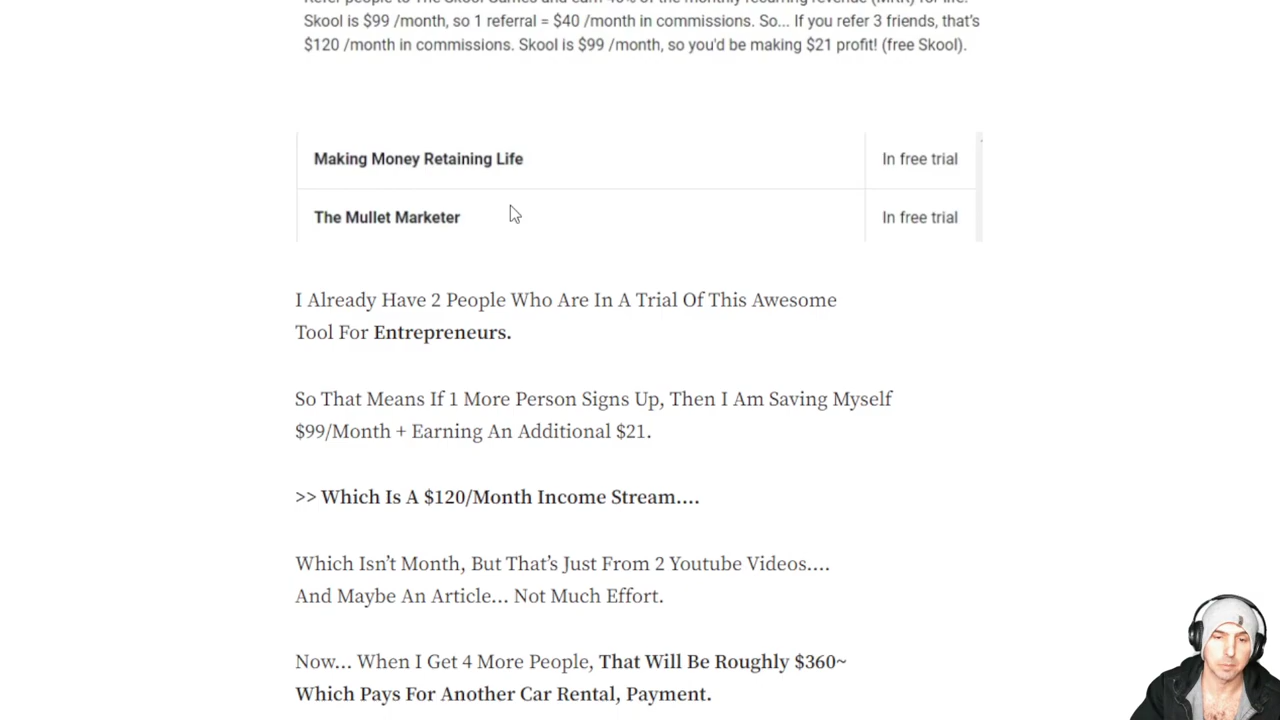 Refer people to The Skool Games and earn 40% of the monthly recurring revenue (MRR) for life.
Skool is $99 /month, so 1 referral = $40 /month in commissions. So... If you refer 3 friends, that's
$120 /month in commissions. Skool is $99 /month, so you'd be making $21 profit! (free Skool).
Making Money Retaining Life
In free trial
The Mullet Marketer
In free trial
I Already Have 2 People Who Are In A Trial Of This Awesome
Tool For Entrepreneurs.
So That Means If 1 More Person Signs Up, Then I Am Saving Myself
$99/Month + Earning An Additional $21.
>> Which Is A $120/Month Income Stream....
Which Isn't Month, But That's Just From 2 Youtube Videos....
And Maybe An Article... Not Much Effort.
Now... When I Get 4 More People, That Will Be Roughly $360~
Which Pays For Another Car Rental, Payment.